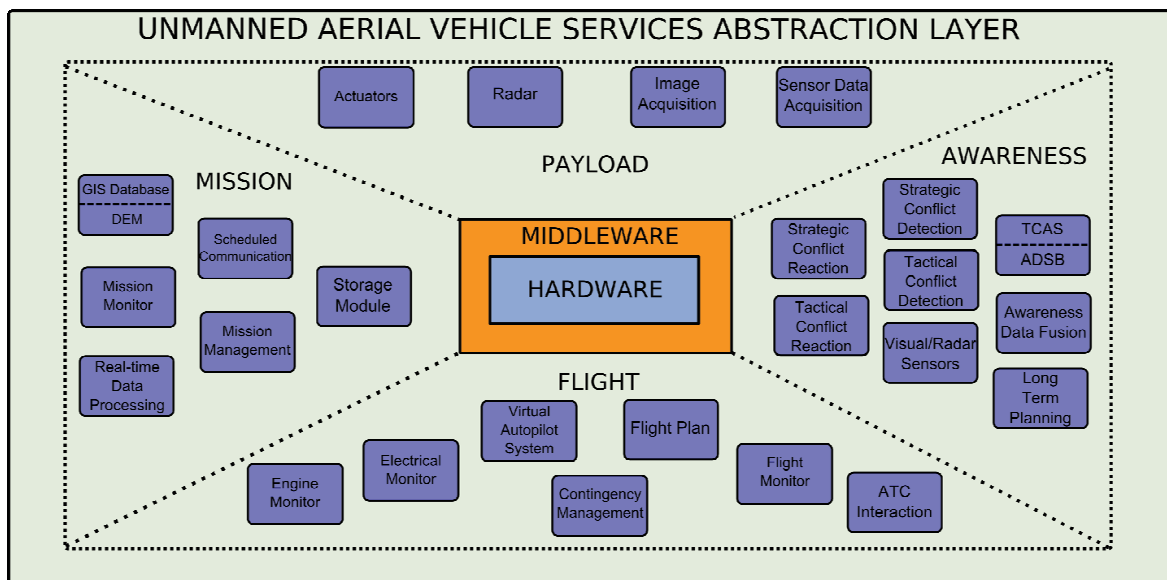 UNMANNED AERIAL VEHICLE SERVICES ABSTRACTION LAYER
Actuators
Radar
Image
Acquisition
Sensor Data
Acquisition
PAYLOAD
MISSION
GIS Database
DEM
Scheduled
Communication
Mission
Monitor
Storage
Module
Mission
Management
Real-time
Data
Processing
MIDDLEWARE
HARDWARE
AWARENESS
Strategic
Conflict
Detection
Strategic
Conflict
Reaction
TCAS
ADSB
Tactical
Conflict
Detection
Tactical
Conflict
Reaction
Awareness
Data Fusion
Visual/Radar
Sensors
Long
Term
Planning
FLIGHT
Virtual
Autopilot
System
Flight Plan
Electrical
Monitor
Engine
Monitor
Contingency
Management
Flight
Monitor
ATC
Interaction